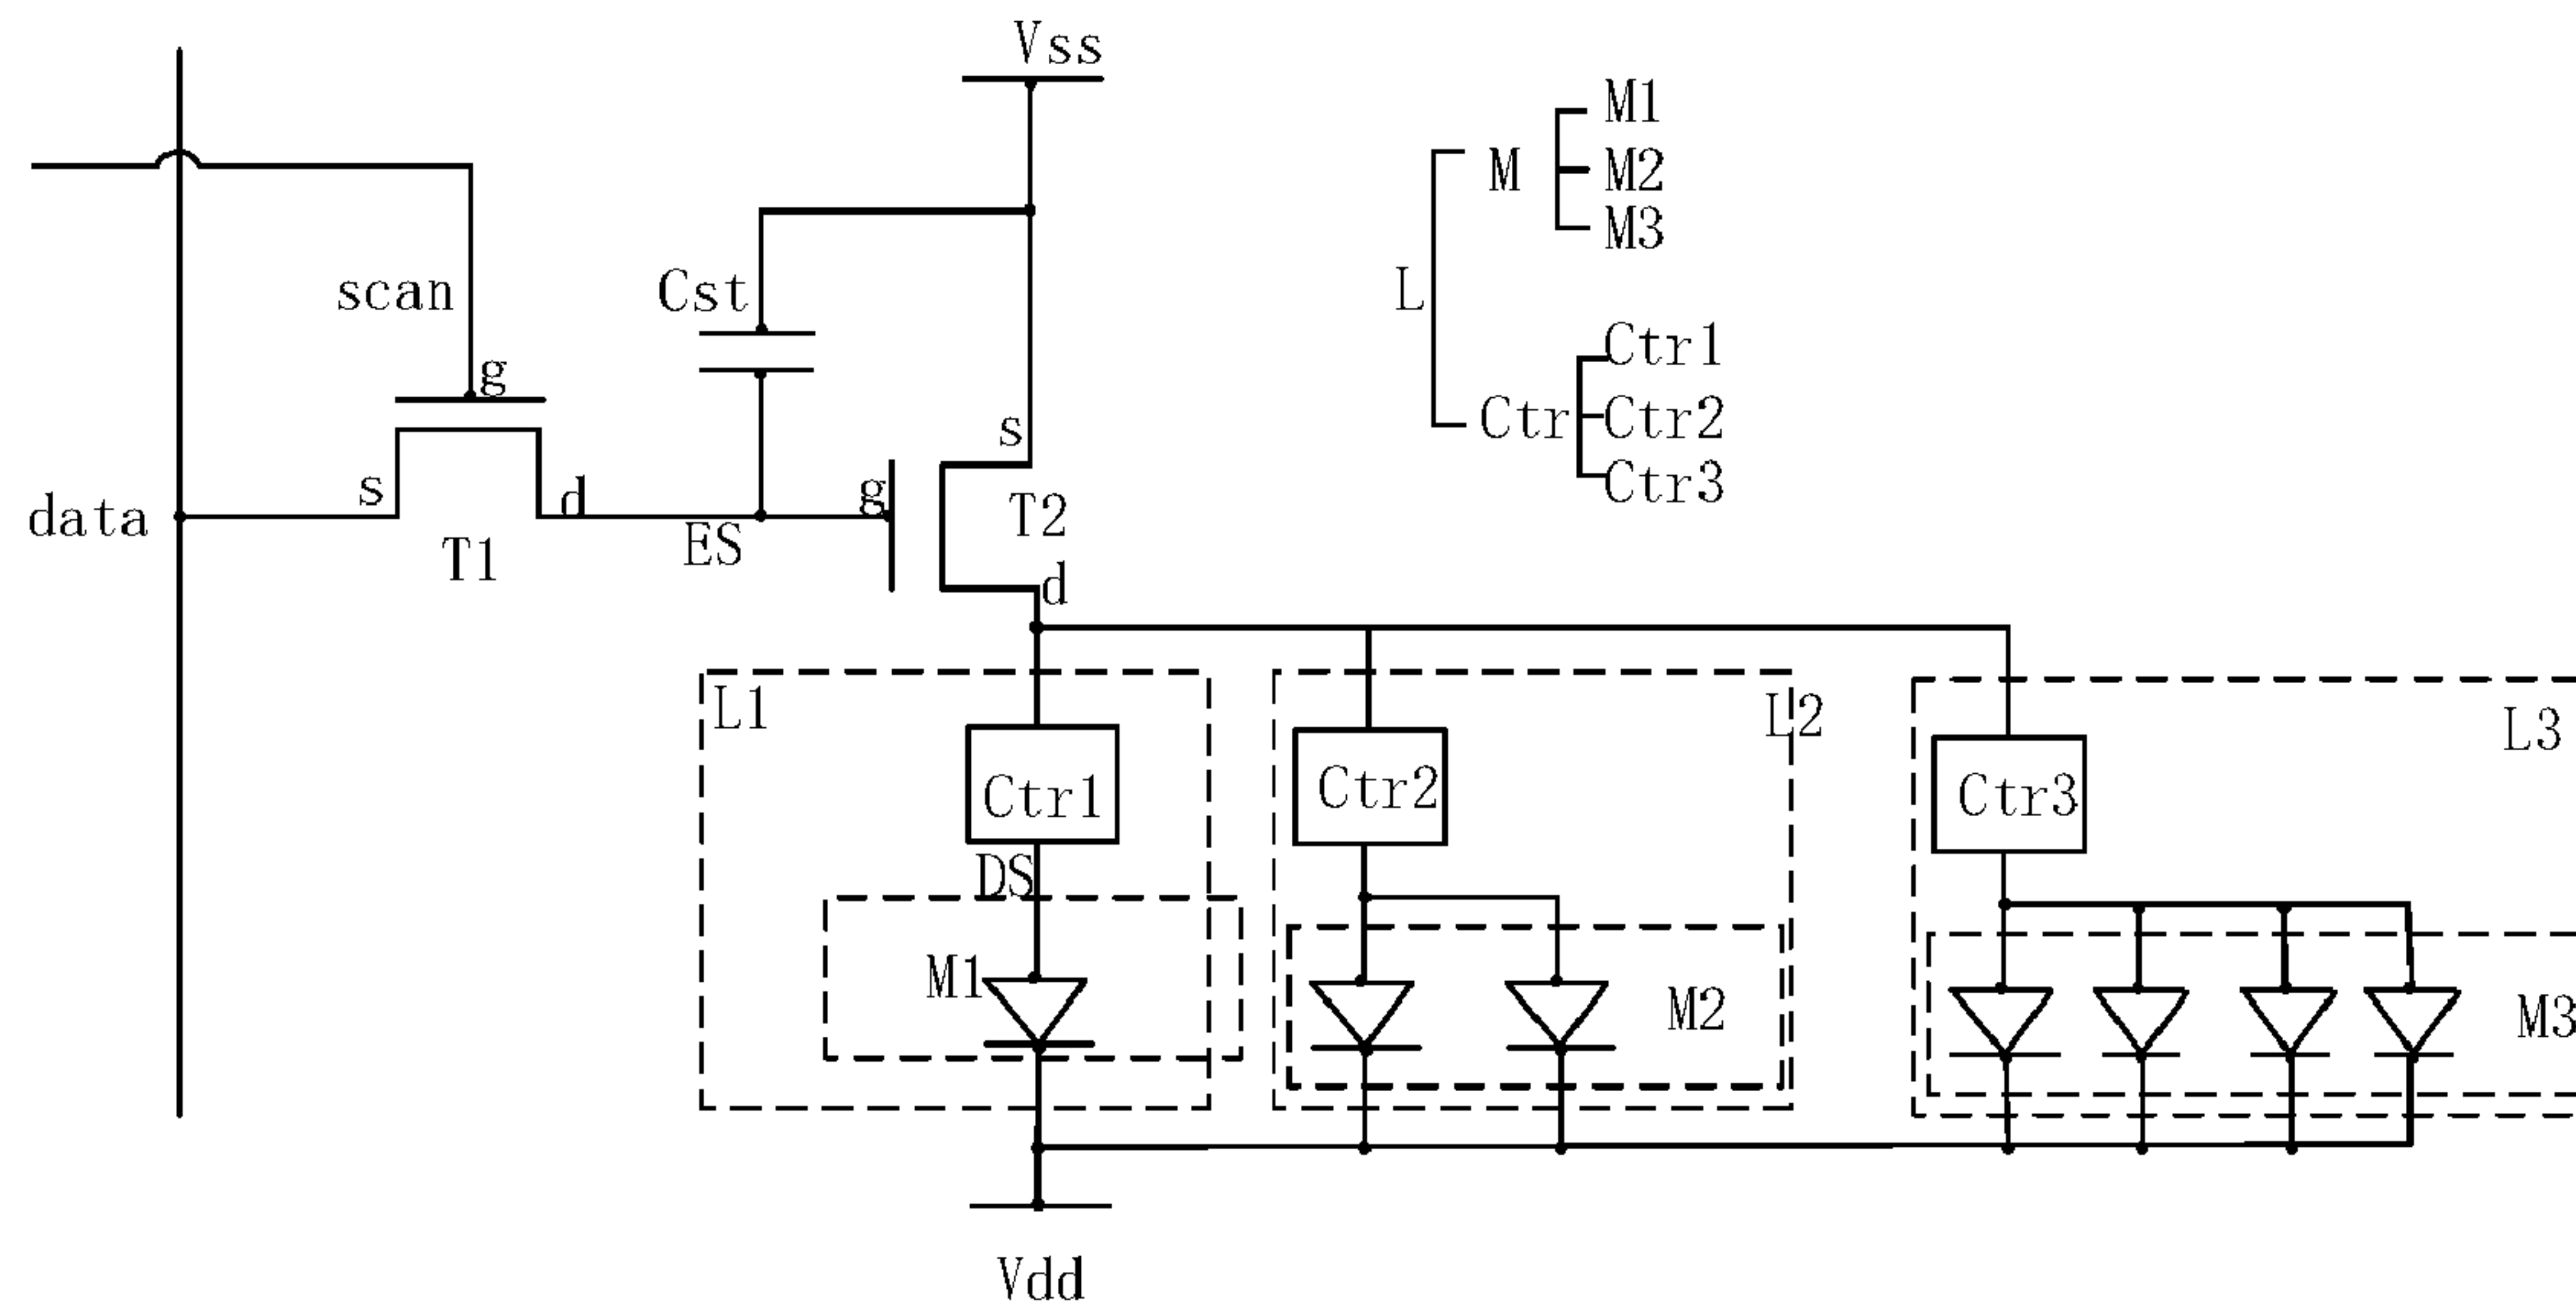 Vss
M1
M
M2
M3
scan
Cst
L
g
Ctr1
s
Ctr
Ctr2
Ctr3
s
d
g
T2
data
T1
ES
d
L1
L2
L3
Ctr1
Ctr2
Ctr3
DS
M1
M2
M3
Vdd